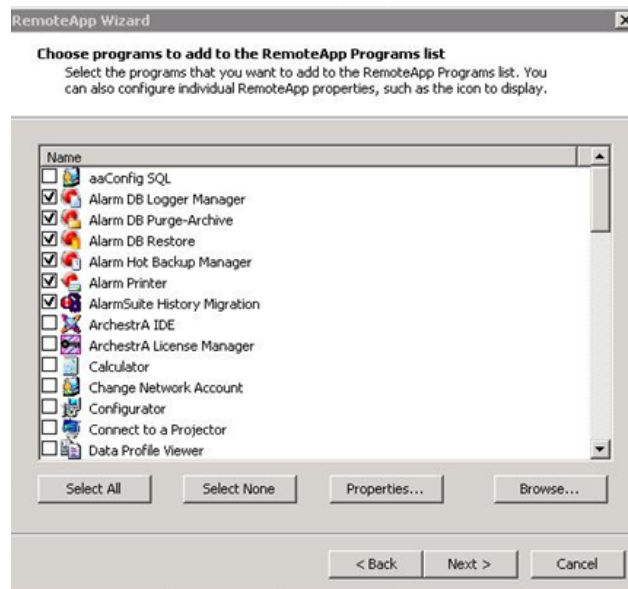 RemoteApp Wizard
Choose programs to add to the RemoteApp Programs list
Select the programs that you want to add to the RemoteApp Programs list. You
can also configure individual RemoteApp properties, such as the icon to display.
Name
aaConfig SQL
Alarm DB Logger Manager
Alarm DB Purge-Archive
Alarm DB Restore
Alarm Hot Backup Manager
Alarm Printer
AlarmSuite History Migration
ArchestrA IDE
ArchestrA License Manager
Calculator
Change Network Account
Configurator
Connect to a Projector
Data Profile Viewer
Select All Select None Properties... Browse...
< Back Next > Cancel